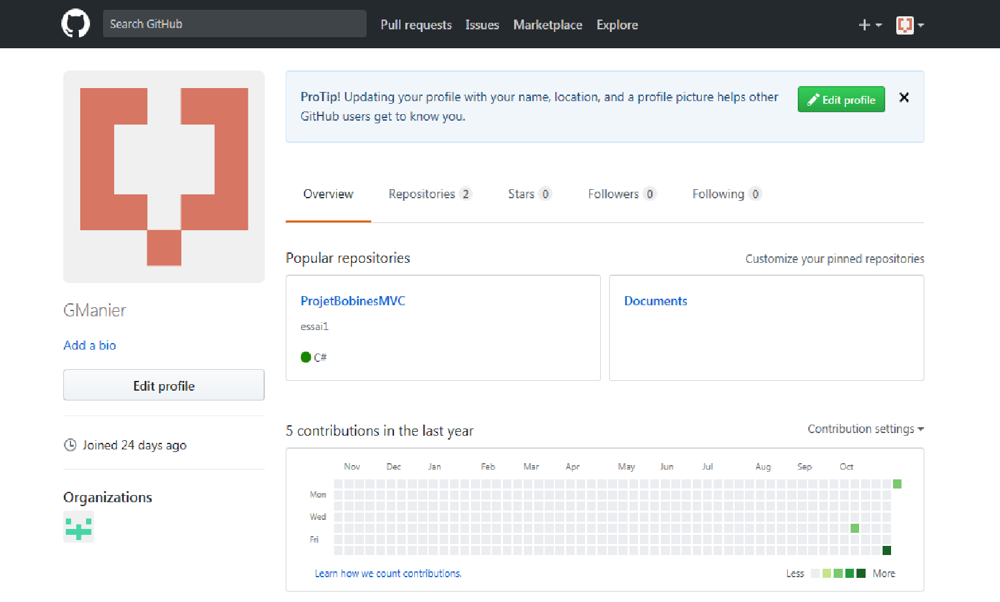 Search GitHub
Pull requests Issues Marketplace Explore
ProTip! Updating your profile with your name, location, and a profile picture helps other
GitHub users get to know you.
Edit profile
Overview Repositories 2 Stars 0 Followers 0 Following 0
GManier
Add a bio
Edit profile
Joined 24 days ago
Organizations
Popular repositories
Customize your pinned repositories
ProjetBobinesMVC
essai1
C#
Documents
5 contributions in the last year
Contribution settings
Nov Dec Jan Feb Mar Apr May Jun Jul Aug Sep Oct
Mon
Wed
Fri
Learn how we count contributions.
Less More